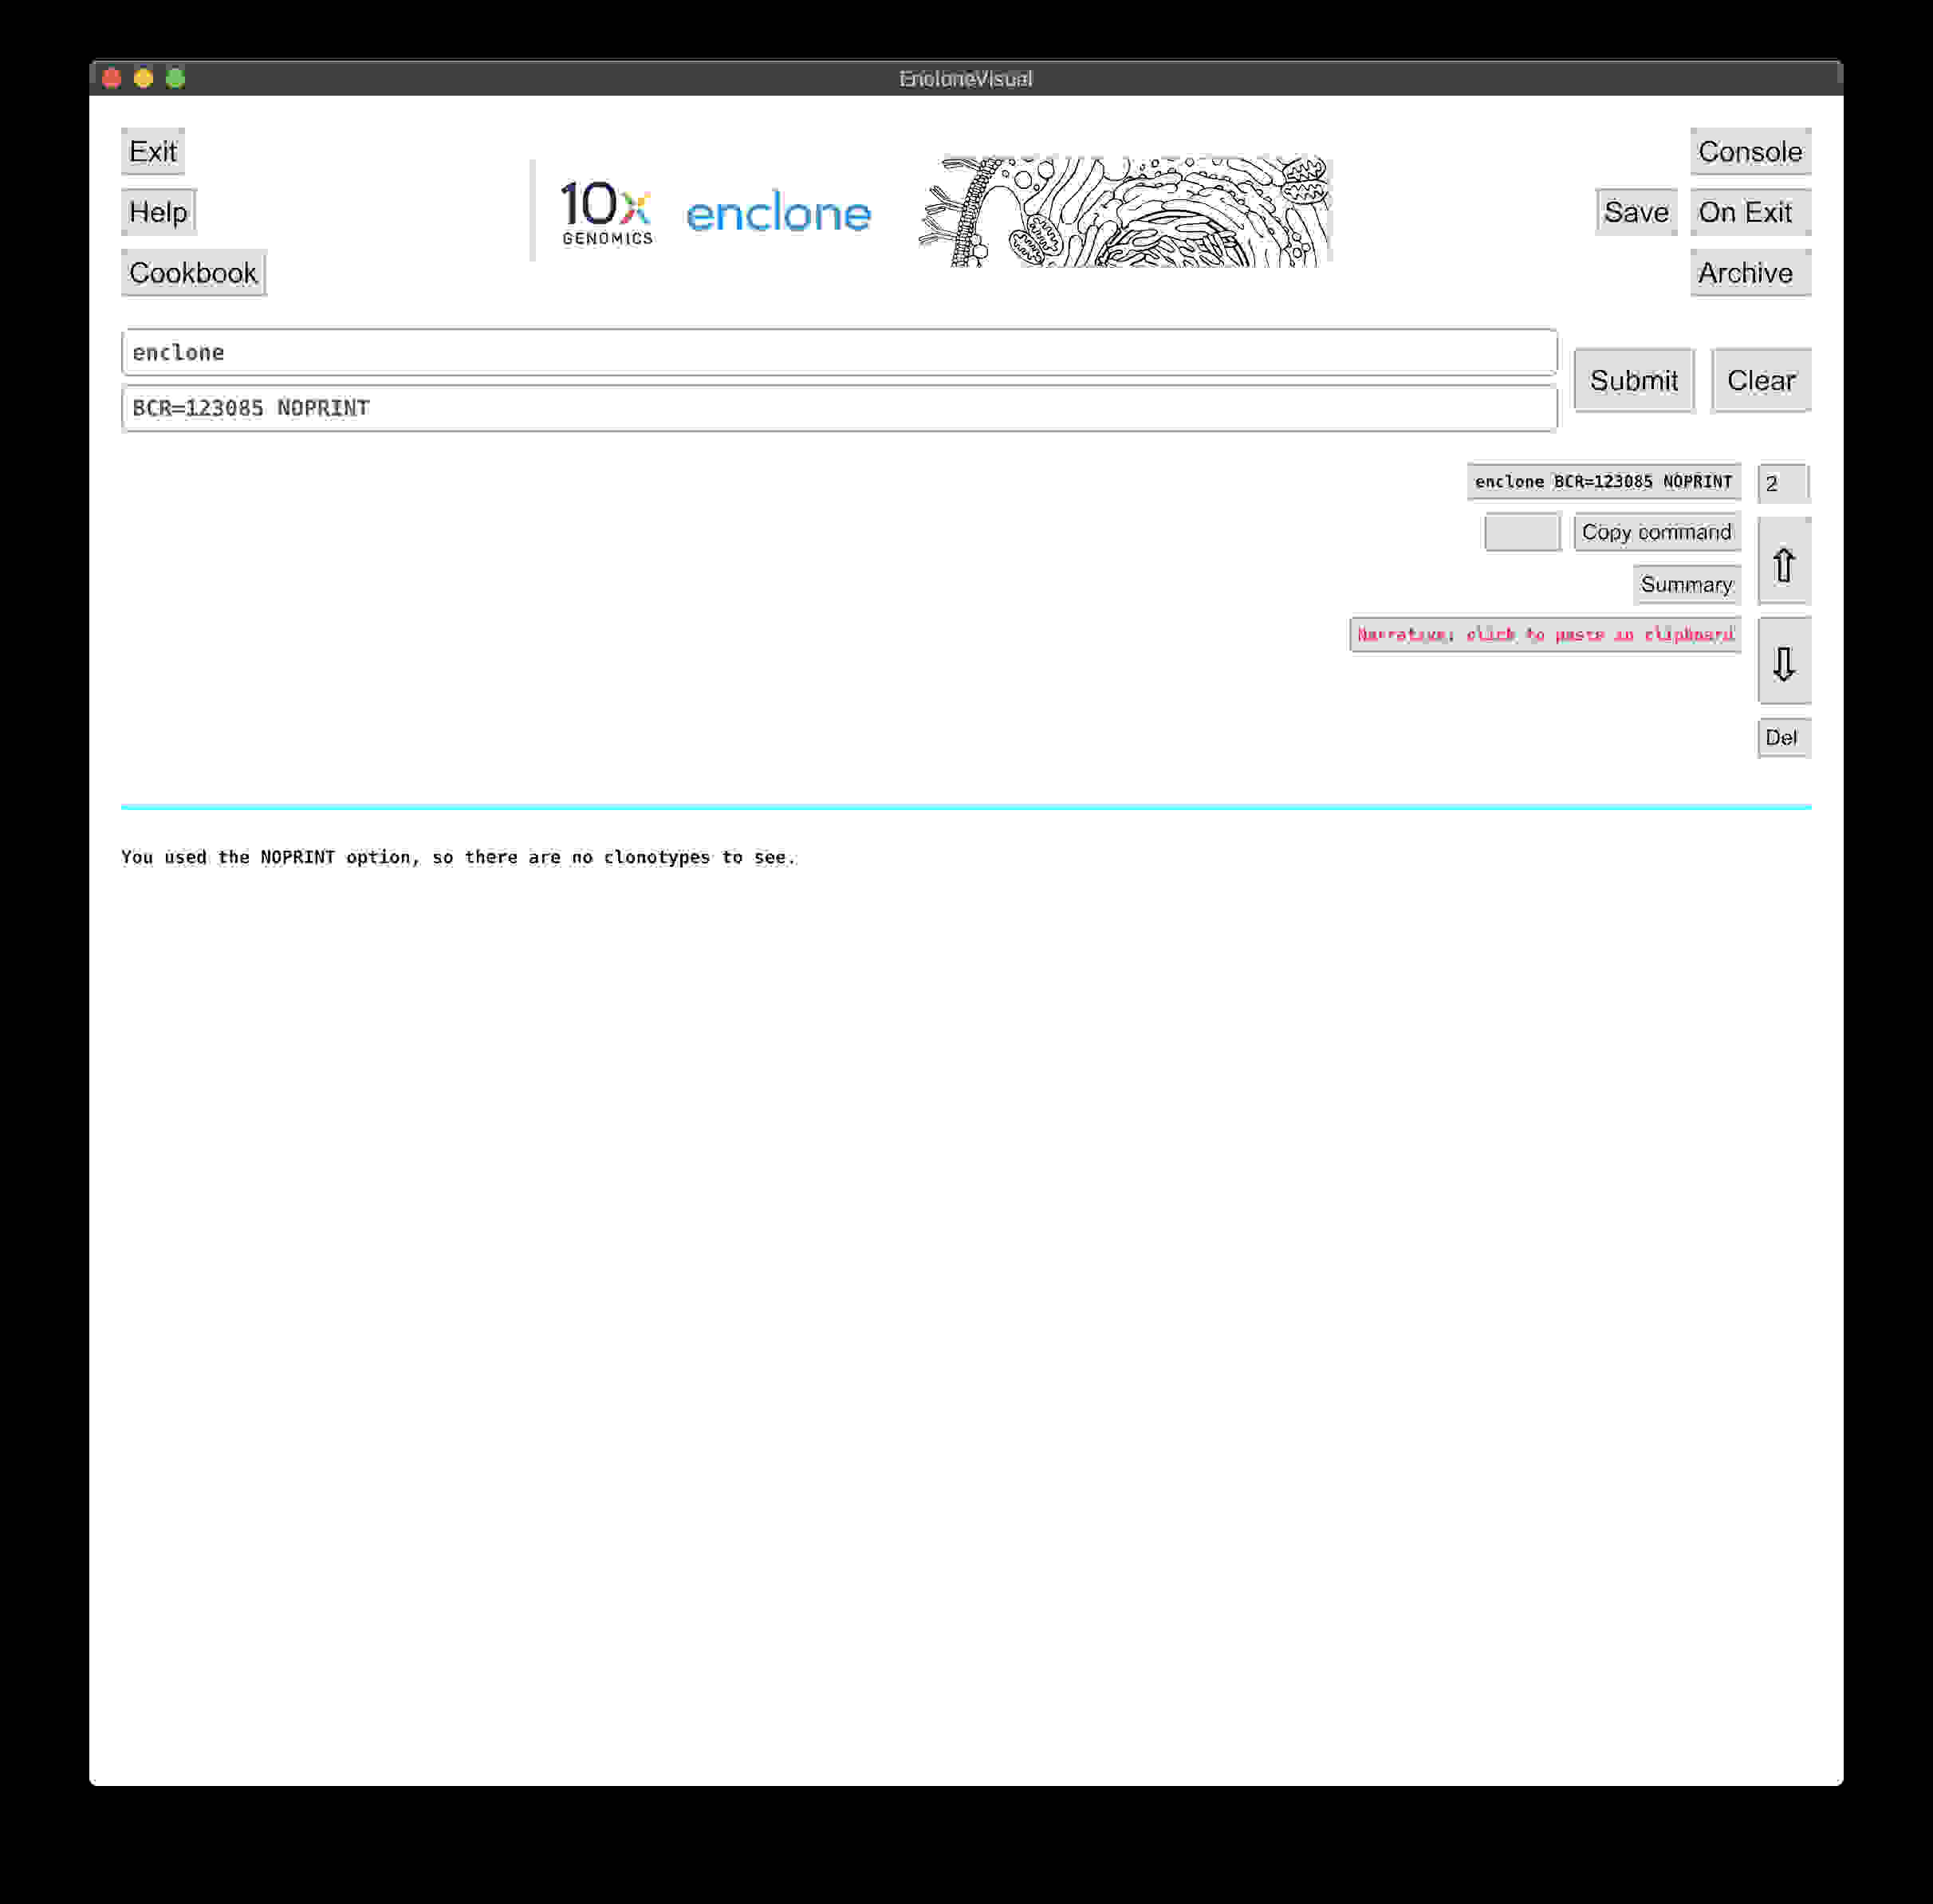 EncloneVisual
Exit
Help
Cookbook
10x
GENOMICS
enclone
Console
Save
On Exit
Archive
enclone
BCR=123085 NOPRINT
Submit
Clear
enclone BCR=123085 NOPRINT
2
Copy command
⇧
Summary
Narrative: click to paste in clipboard
⇩
Del
You used the NOPRINT option, so there are no clonotypes to see.